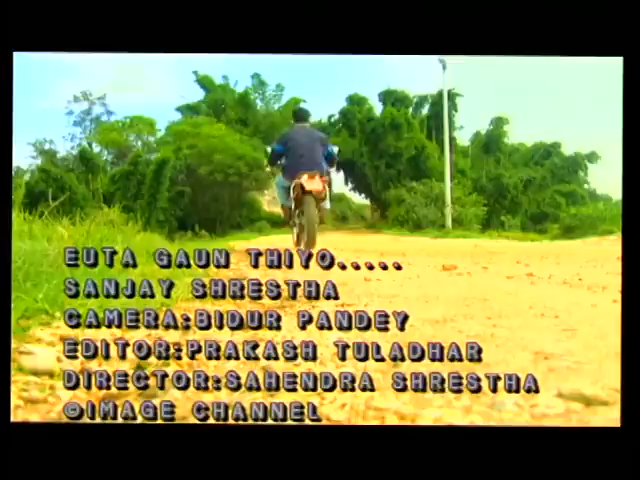 EUTA GAUN THIYO.....
SANJAY SHRESTHA
CAMERA:BIDUR PANDEY
EDITOR:PRAKASH TULADHAR
DIRECTOR:SAHENDRA SHRESTHA
©IMAGE CHANNEL